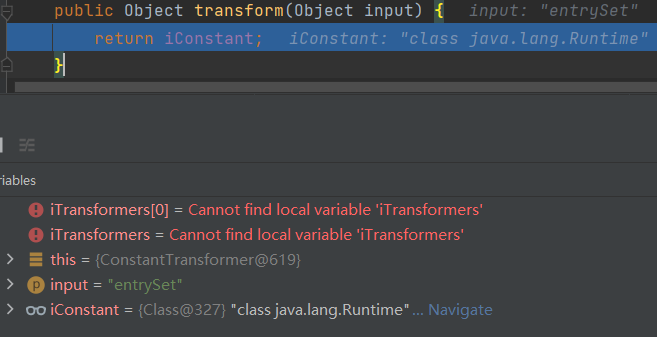 public Object transform(Object input) { input: "entrySet"
return iConstant; iConstant: "class java.lang.Runtime"
}
riables
iTransformers[0] = Cannot find local variable 'iTransformers'
iTransformers = Cannot find local variable 'iTransformers'
this = {ConstantTransformer@619}
p input = "entrySet"
iConstant = {Class@327} "class java.lang.Runtime"... Navigate